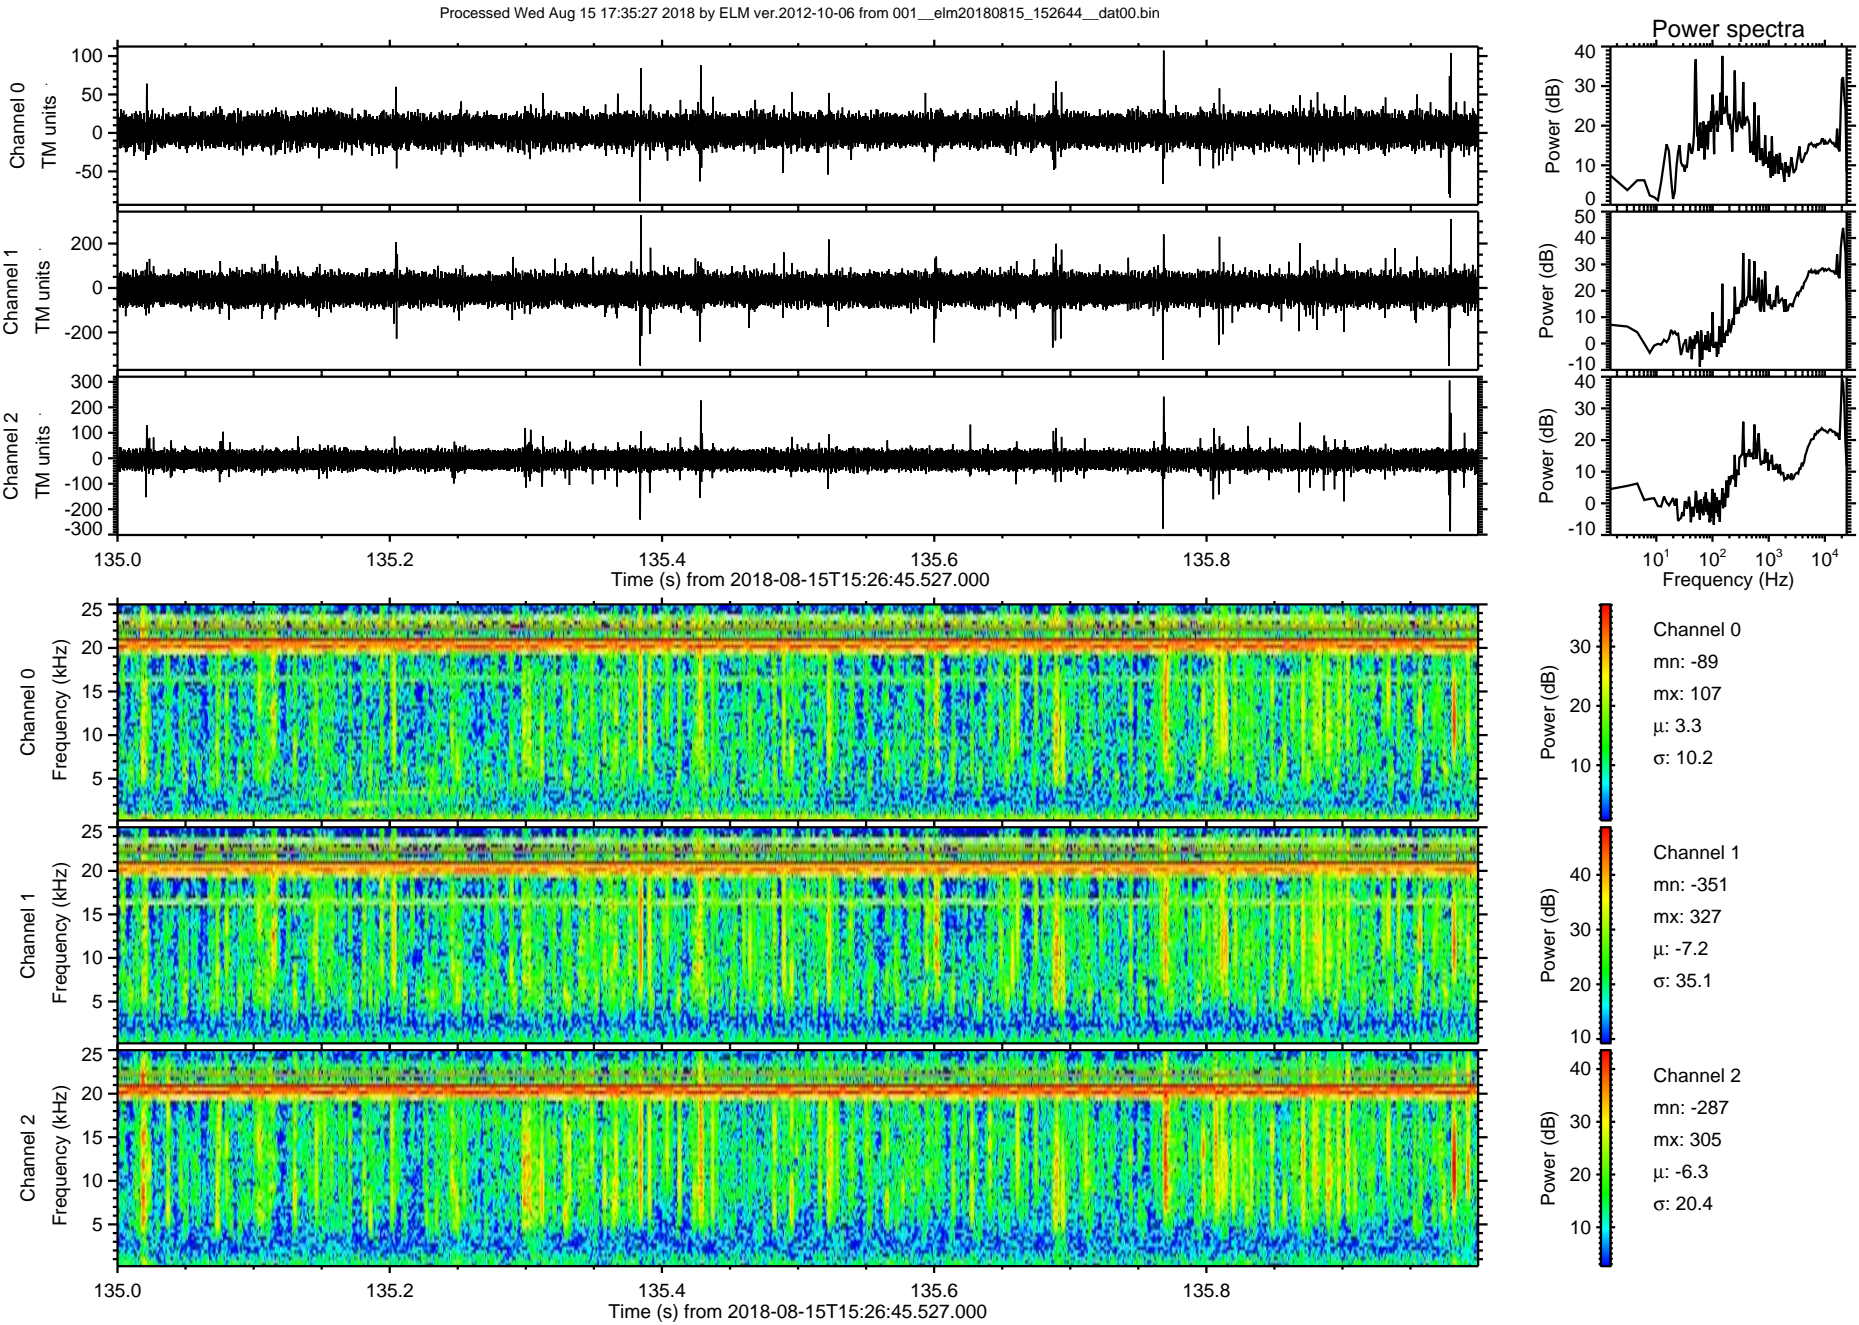 Processed Wed Aug 15 17:35:27 2018 by ELM ver.2012-10-06 from 001__elm20180815_152644__dat00.bin
Power spectra
Channel 0
TM units
100
50
0
-50
Power (dB)
40
30
20
10
0
Channel 1
TM units
200
0
-200
Power (dB)
50
40
30
20
10
0
-10
Channel 2
TM units
300
200
100
0
-100
-200
-300
Power (dB)
40
30
20
10
0
-10
135.0 135.2 135.4 135.6 135.8
Time (s) from 2018-08-15T15:26:45.527.000
10^1 10^2 10^3 10^4
Frequency (Hz)
Channel 0
Frequency (kHz)
25
20
15
10
5
Power (dB)
30
20
10
Channel 0
mn: -89
mx: 107
μ: 3.3
σ: 10.2
Channel 1
Frequency (kHz)
25
20
15
10
5
Power (dB)
40
30
20
10
Channel 1
mn: -351
mx: 327
μ: -7.2
σ: 35.1
Channel 2
Frequency (kHz)
25
20
15
10
5
Power (dB)
40
30
20
10
Channel 2
mn: -287
mx: 305
μ: -6.3
σ: 20.4
135.0 135.2 135.4 135.6 135.8
Time (s) from 2018-08-15T15:26:45.527.000